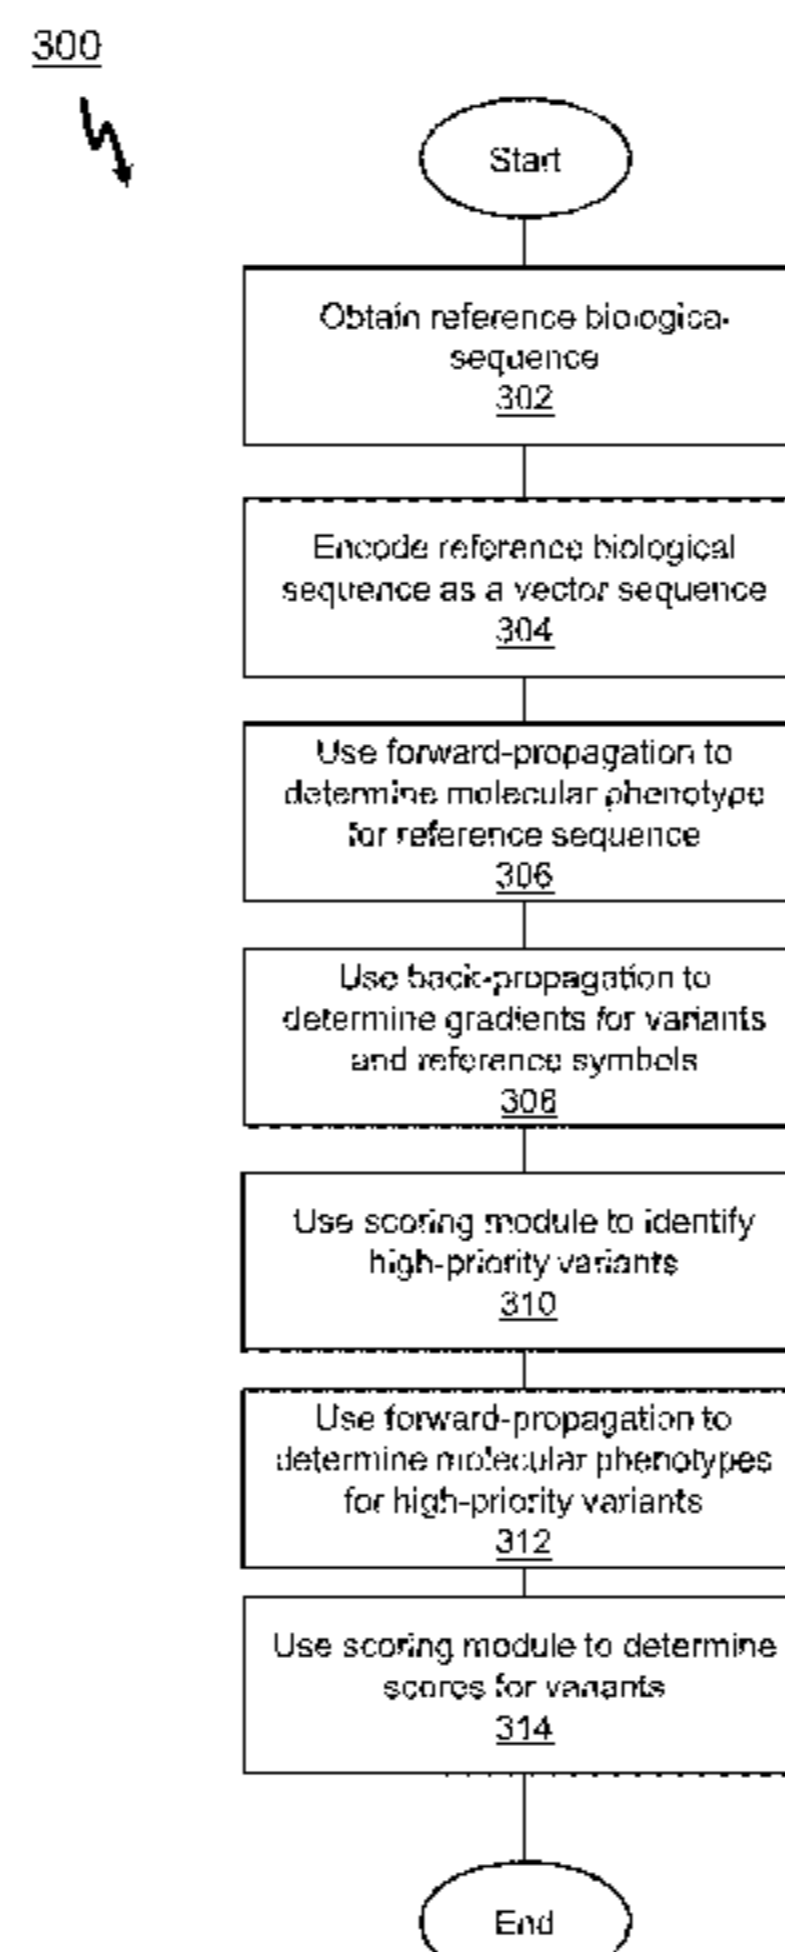 300
Start
Obtain reference biological
sequence
302
Encode reference biological
sequence as a vector sequence
304
Use forward-propagation to
determine molecular phenotype
for reference sequence
306
Use back-propagation to
determine gradients for variants
and reference symbols
308
Use scoring module to identify
high-priority variants
310
Use forward-propagation to
determine molecular phenotypes
for high-priority variants
312
Use scoring module to determine
scores for variants
314
End